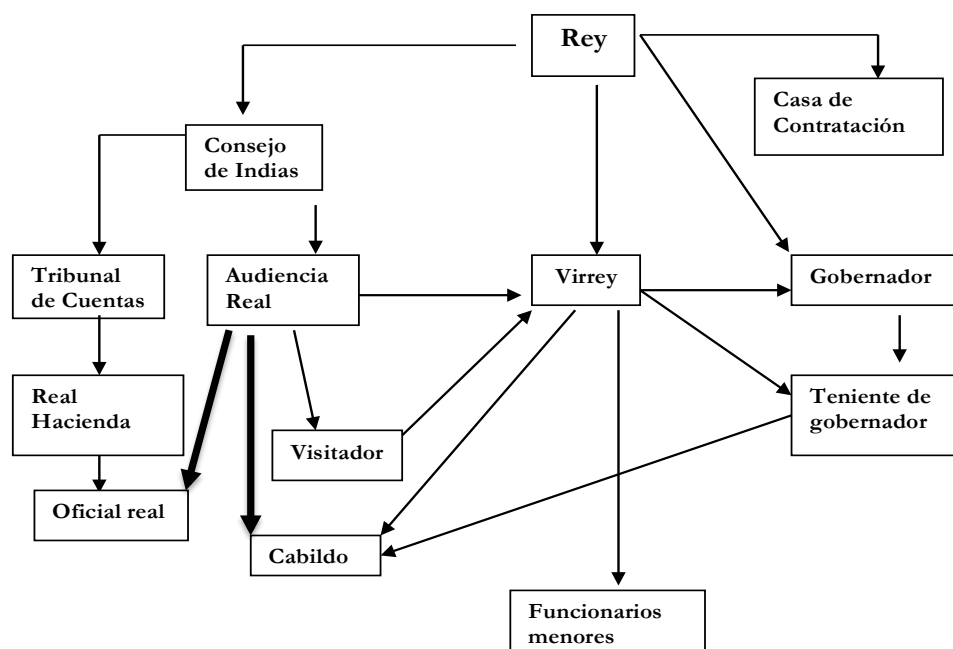 Rey
Casa de
Contratación
Consejo
de Indias
Tribunal
de Cuentas
Audiencia
Real
Virrey
Gobernador
Real
Hacienda
Teniente de
gobernador
Visitador
Oficial real
Cabildo
Funcionarios
menores